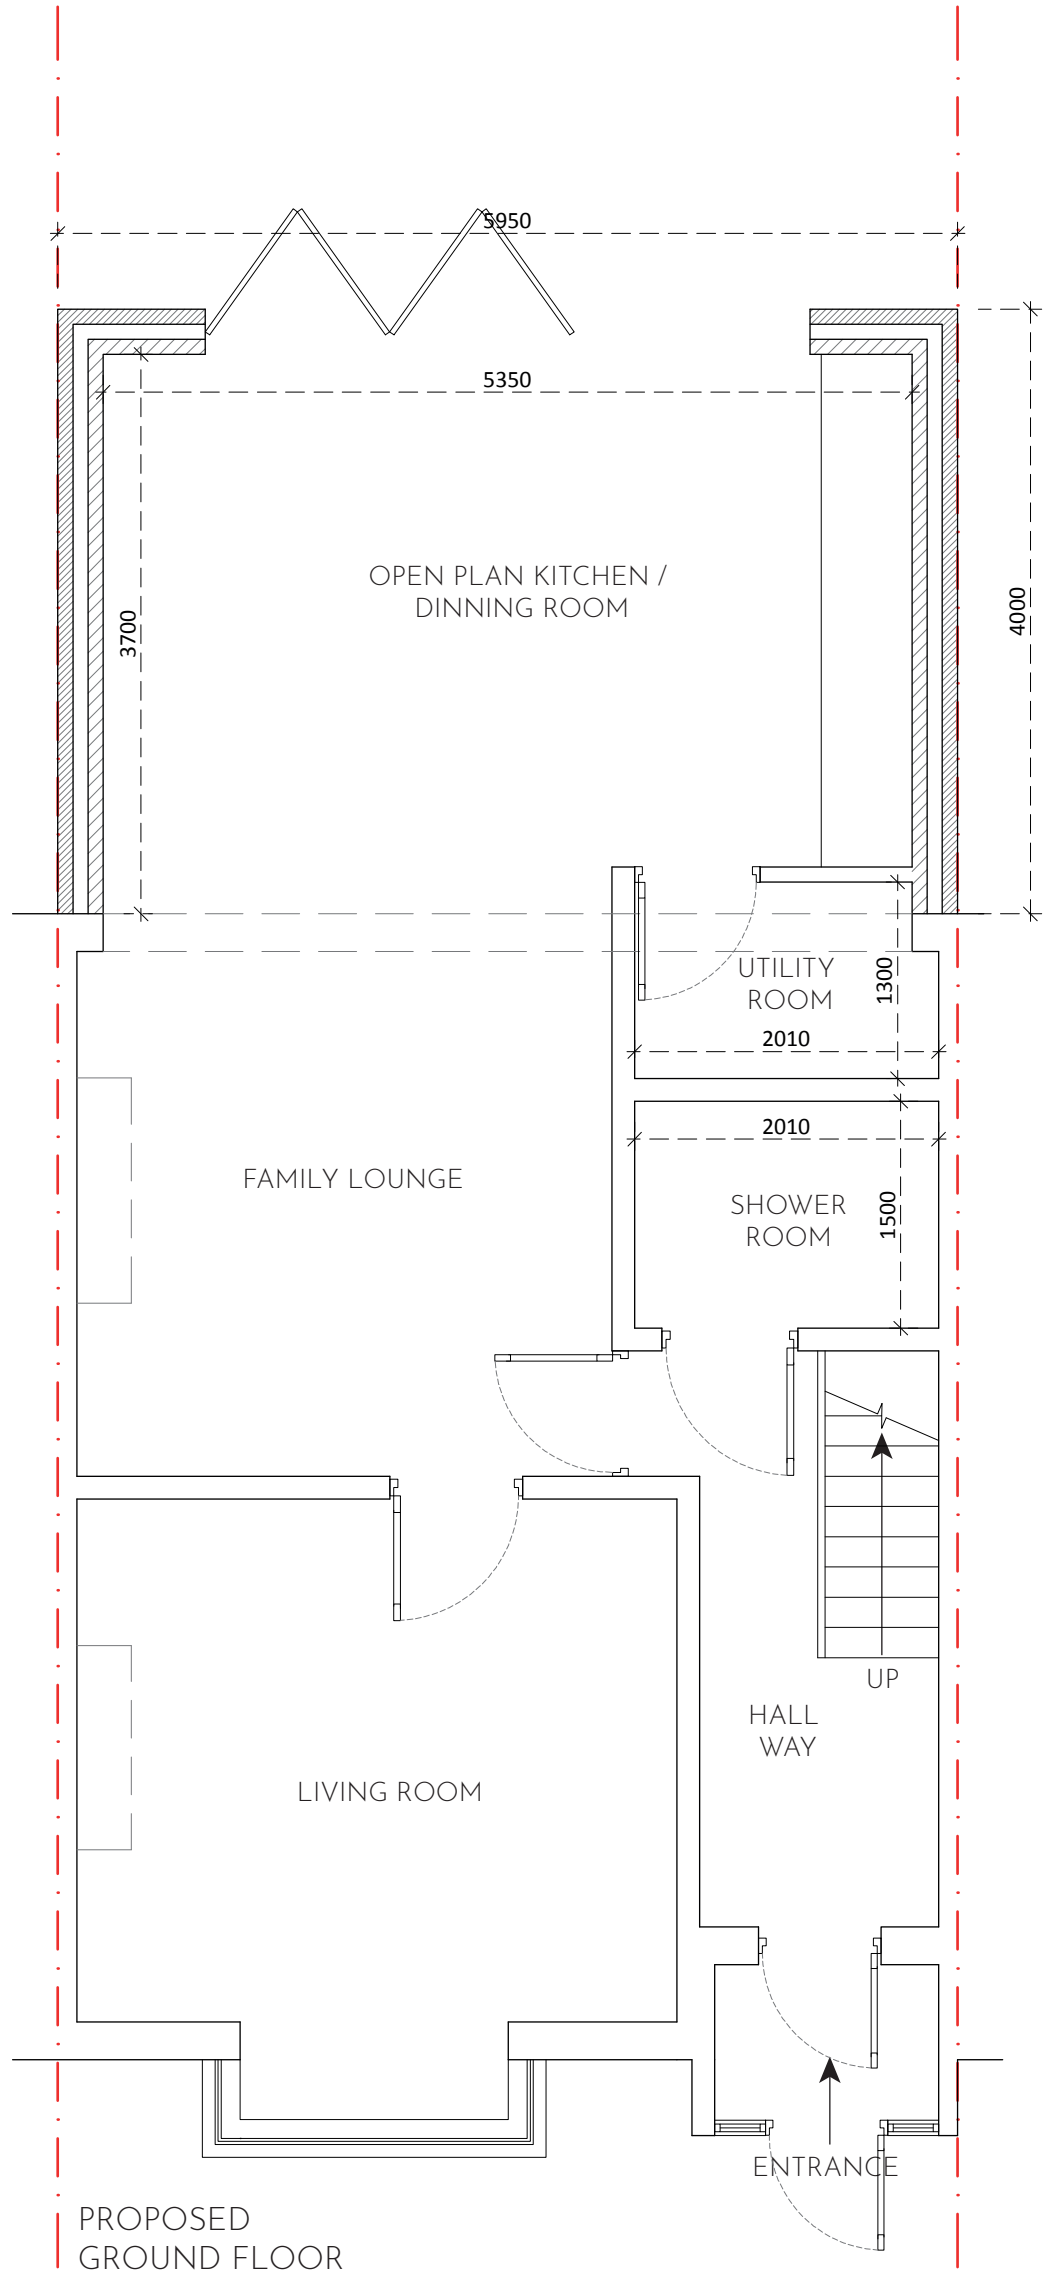 5950
5350
OPEN PLAN KITCHEN /
DINNING ROOM
3700
4000
UTILITY
ROOM
1300
2010
2010
FAMILY LOUNGE
SHOWER
ROOM
1500
UP
HALL
WAY
LIVING ROOM
ENTRANCE
PROPOSED
GROUND FLOOR